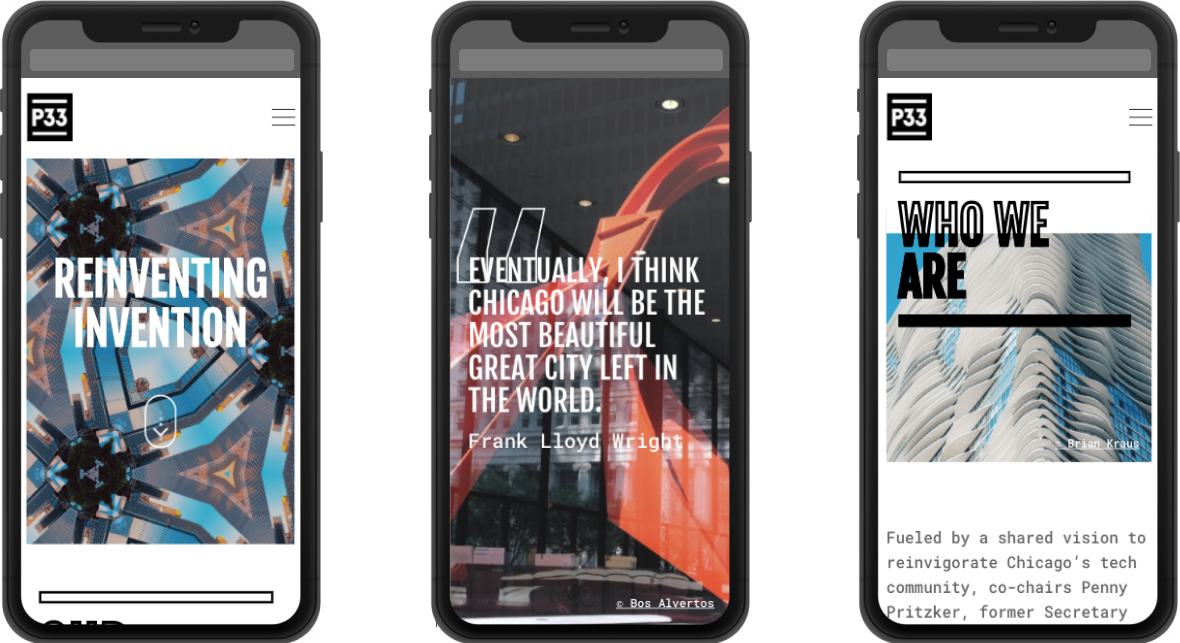 P33
REINVENTING
INVENTION
EVENTUALLY, I THINK
CHICAGO WILL BE THE
MOST BEAUTIFUL
GREAT CITY LEFT IN
THE WORLD.
Frank Lloyd Wright
© Bos Alvertos
P33
WHO WE
ARE
© Brian Kraus
Fueled by a shared vision to
reinvigorate Chicago’s tech
community, co-chairs Penny
Pritzker, former Secretary